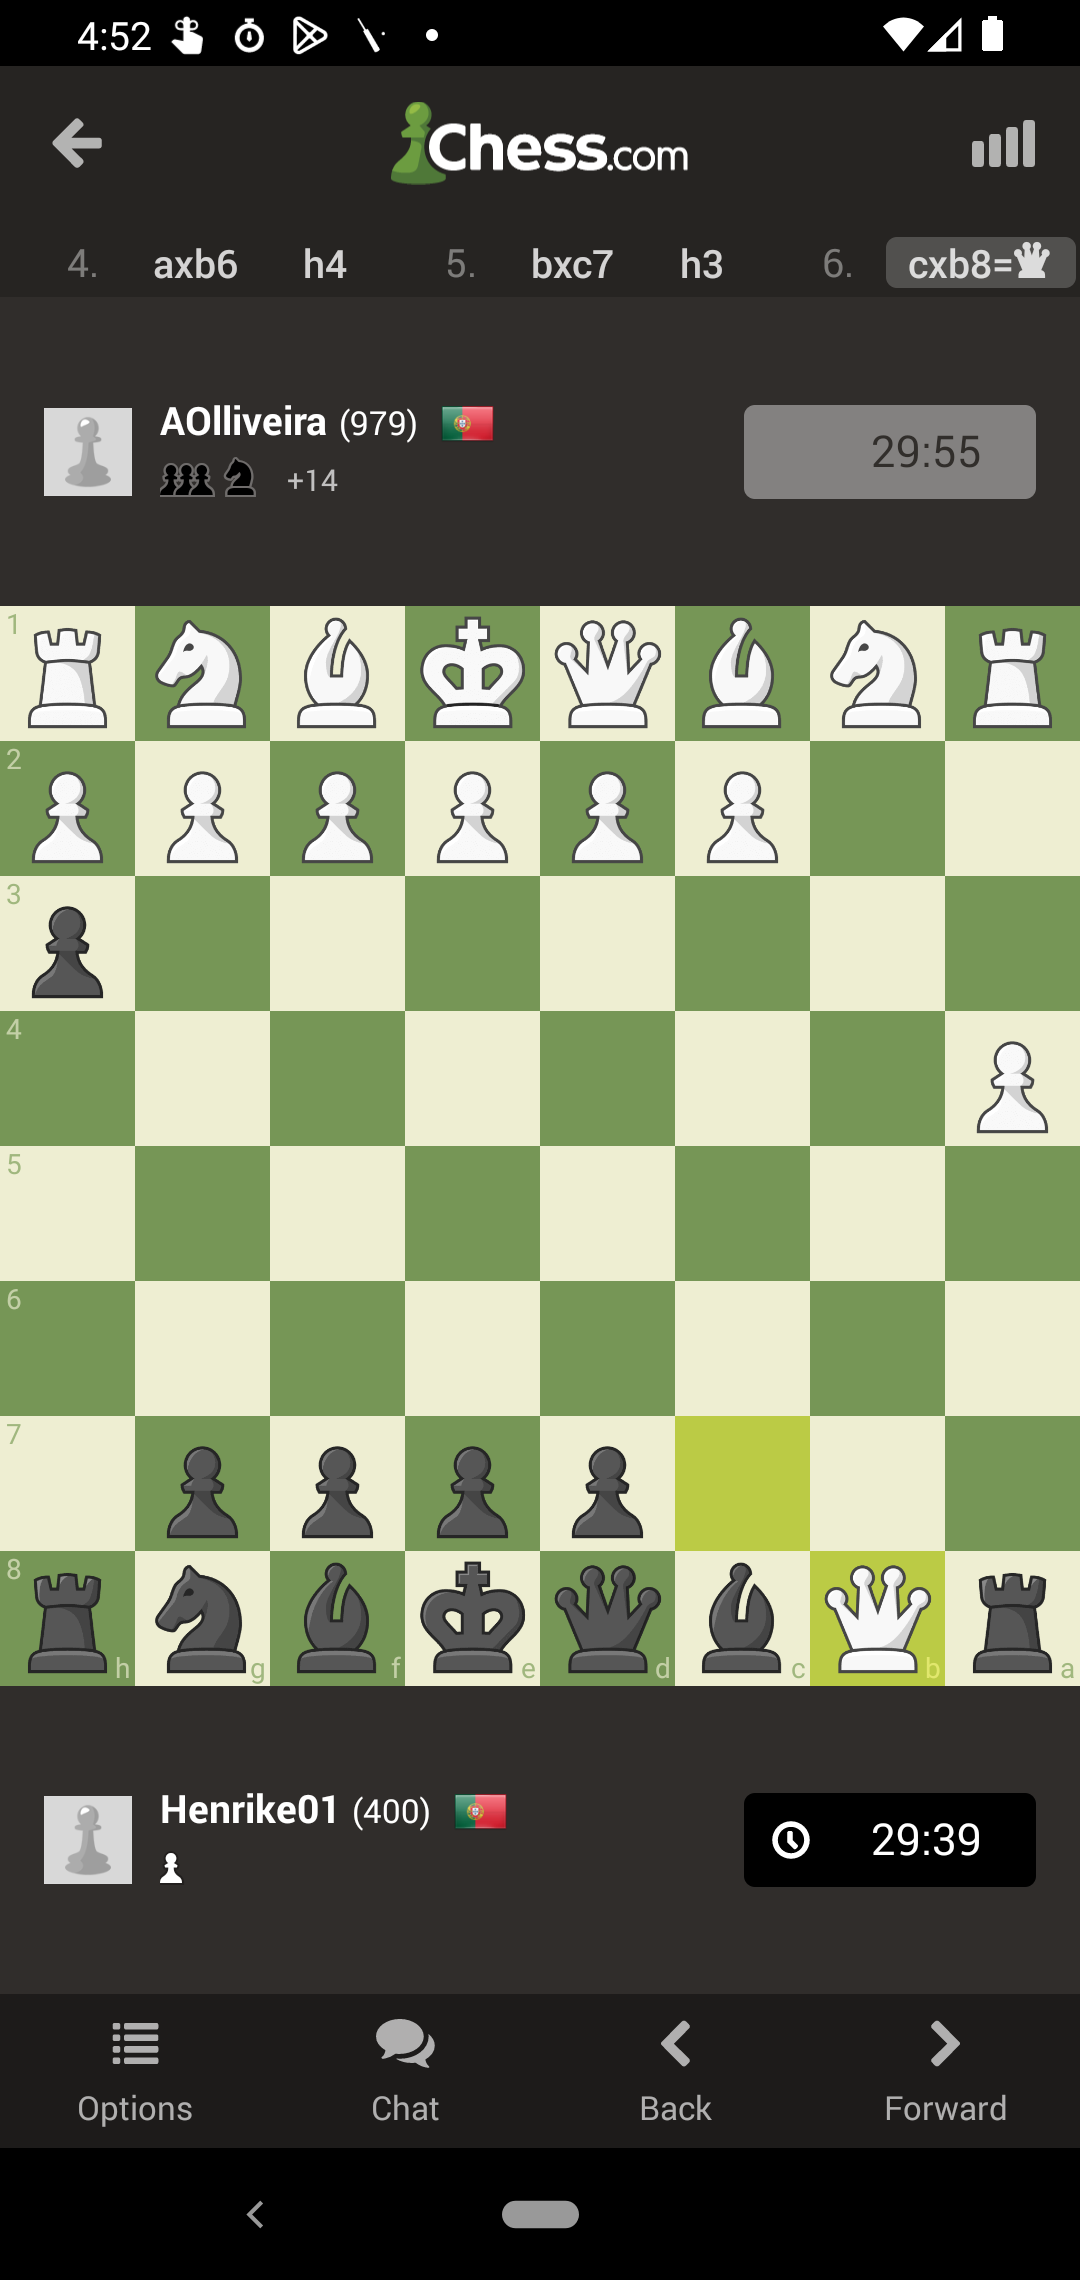 4:52
Chess.com
4. axb6 h4 5. bxc7 h3 6. cxb8=
AOlliveira (979)
+14
29:55
1
2
3
4
5
6
7
8
h g f e d c b a
Henrike01 (400)
29:39
Options Chat Back Forward